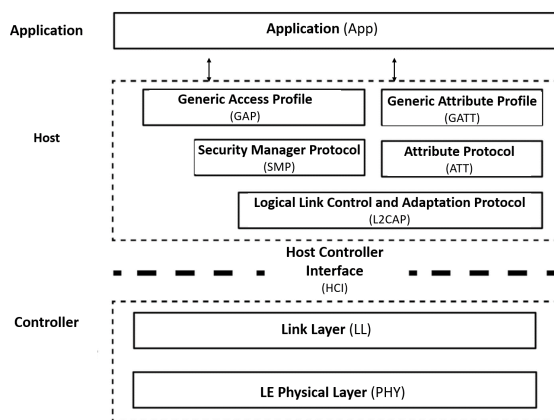 Application
Application (App)
Host
Generic Access Profile
(GAP)
Generic Attribute Profile
(GATT)
Security Manager Protocol
(SMP)
Attribute Protocol
(ATT)
Logical Link Control and Adaptation Protocol
(L2CAP)
Host Controller
Interface
(HCI)
Controller
Link Layer (LL)
LE Physical Layer (PHY)